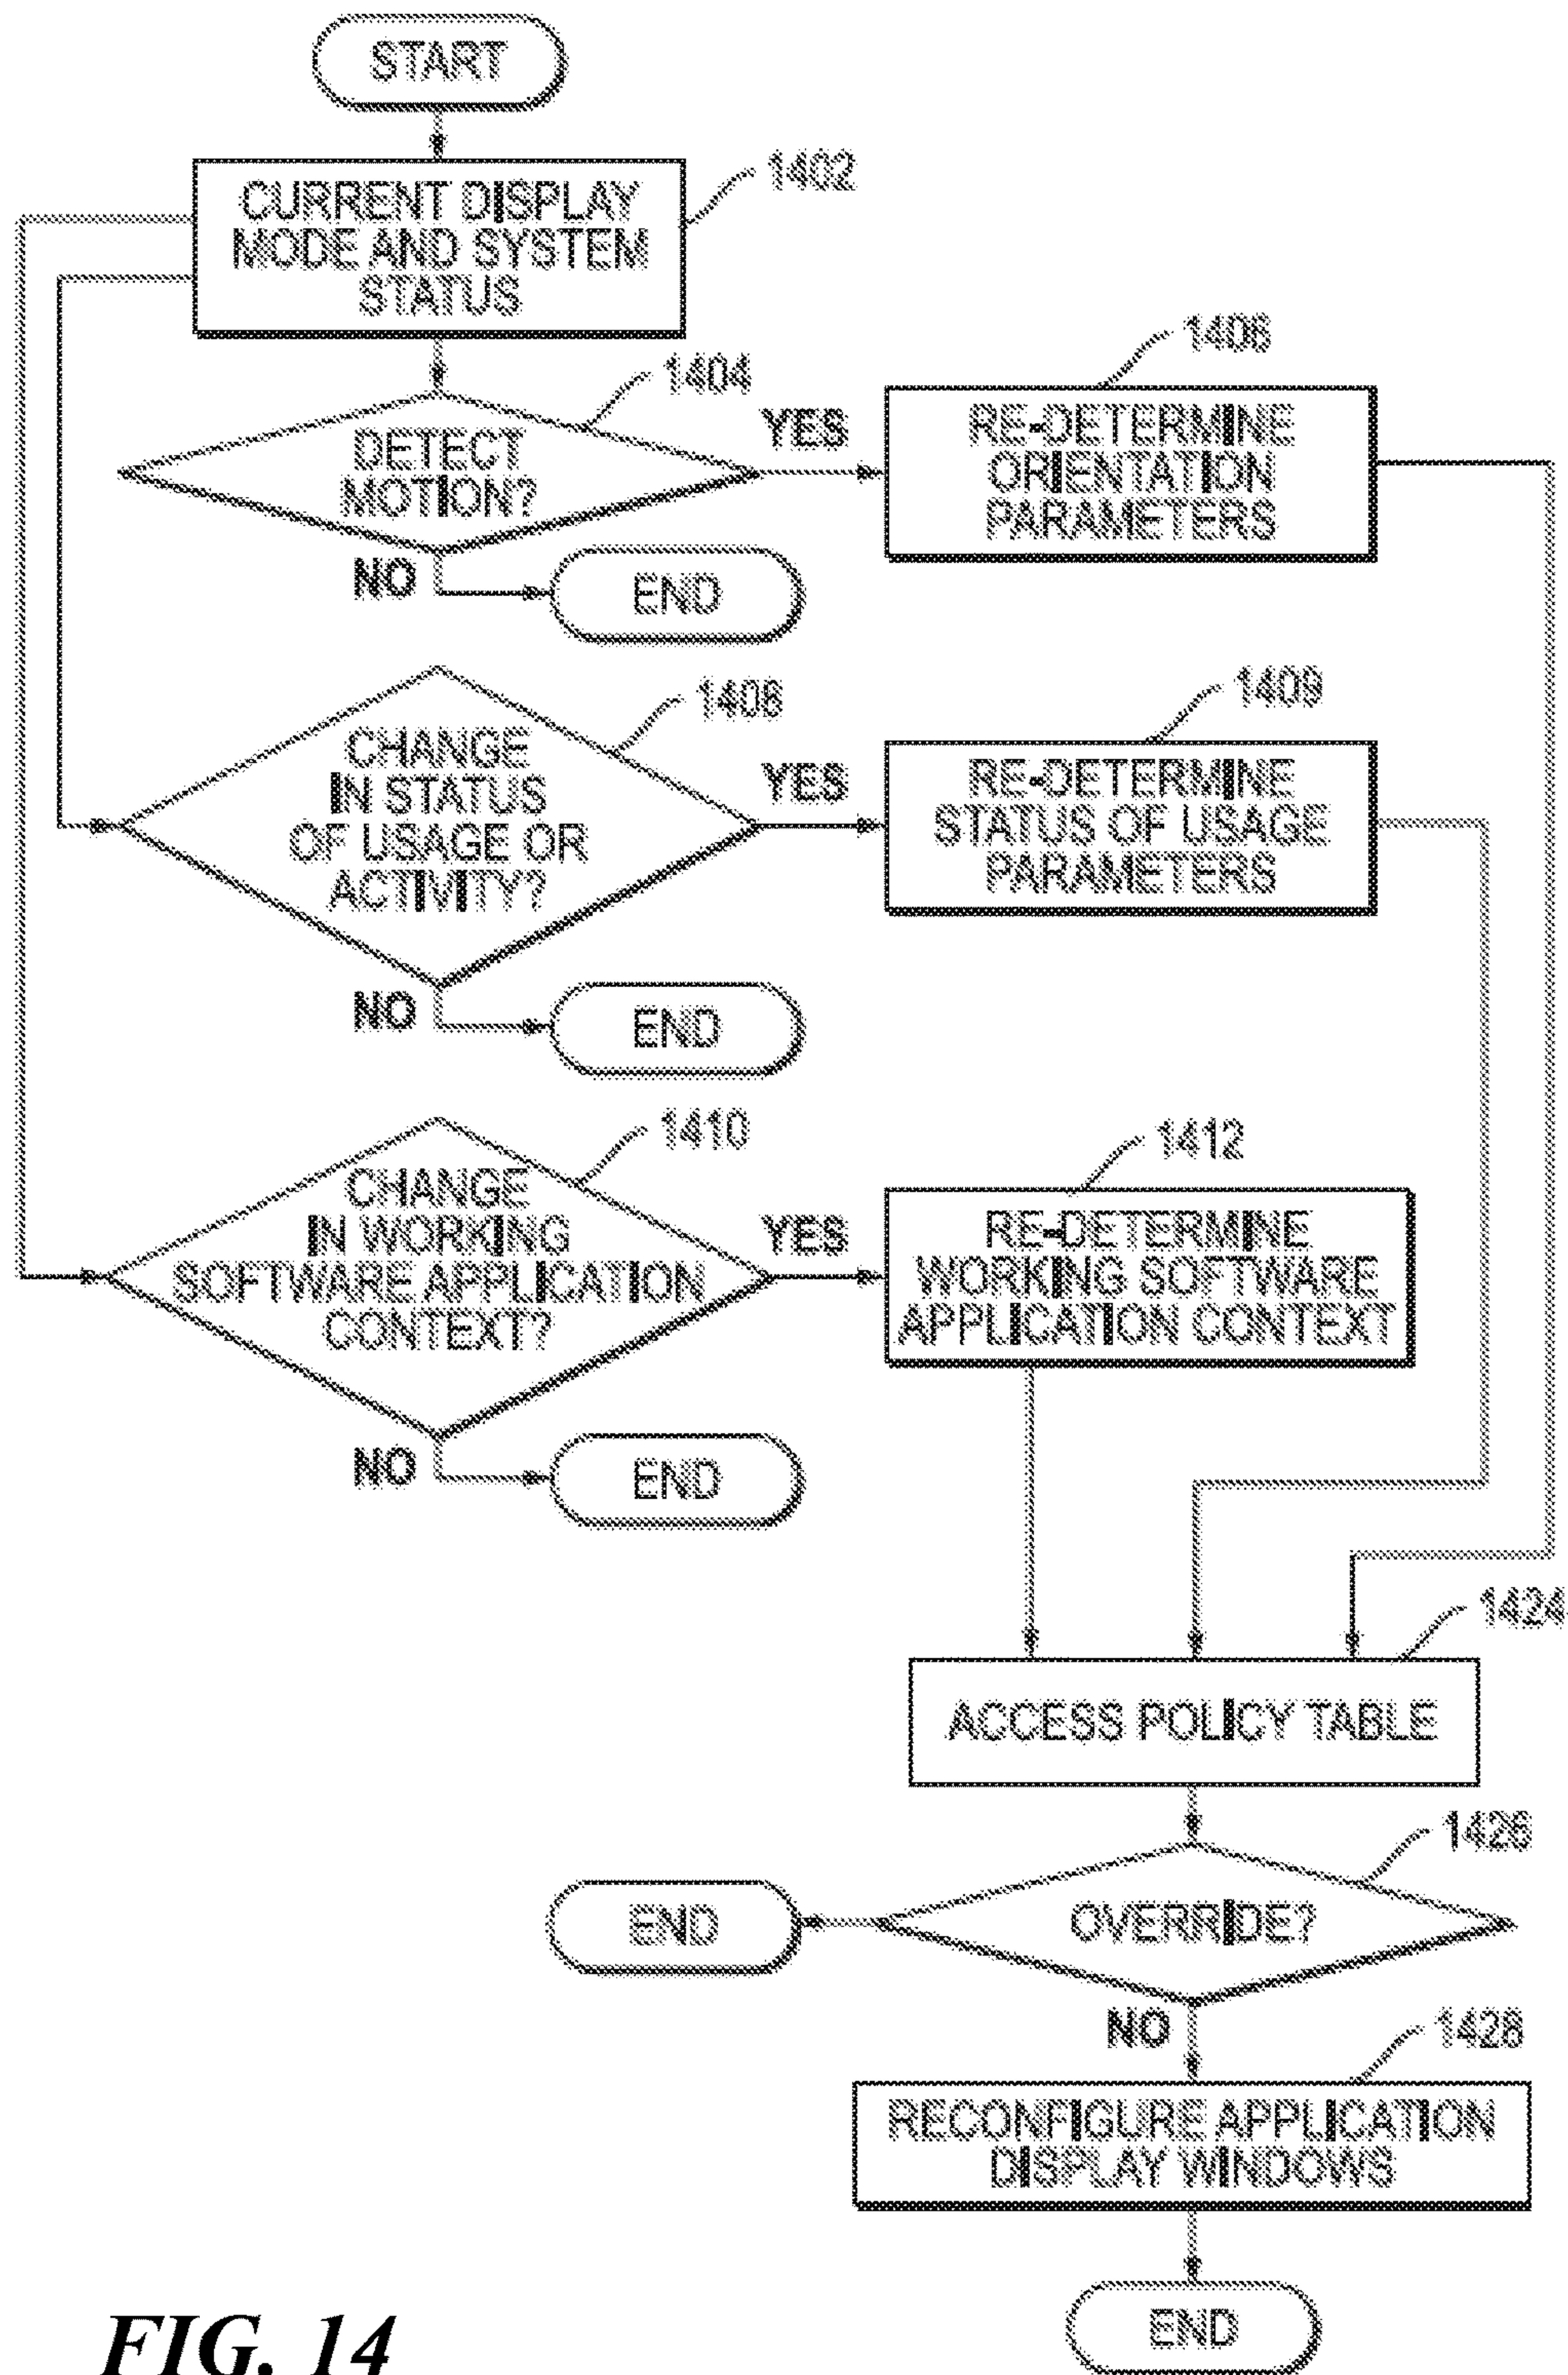 START
1402
CURRENT DISPLAY
MODE AND SYSTEM
STATUS
1404
DETECT
MOTION?
YES
1406
RE-DETERMINE
ORIENTATION
PARAMETERS
NO
END
1408
CHANGE
IN STATUS
OF USAGE OR
ACTIVITY?
YES
1409
RE-DETERMINE
STATUS OF USAGE
PARAMETERS
NO
END
1410
CHANGE
IN WORKING
SOFTWARE APPLICATION
CONTEXT?
YES
1412
RE-DETERMINE
WORKING SOFTWARE
APPLICATION CONTEXT
NO
END
1424
ACCESS POLICY TABLE
1426
OVERRIDE?
END
NO
1428
RECONFIGURE APPLICATION
DISPLAY WINDOWS
END
FIG. 14